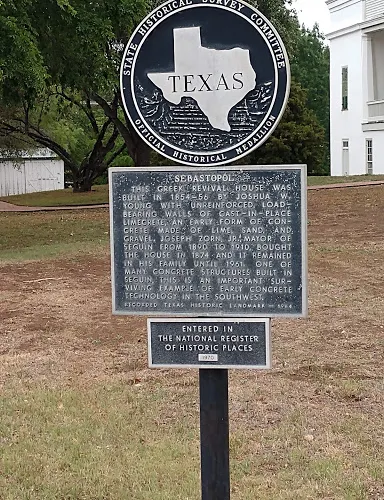 STATE HISTORICAL SURVEY COMMITTEE
TEXAS
OFFICIAL HISTORICAL MEDALLION
"SEBASTOPOL"
THIS GREEK REVIVAL HOUSE WAS
BUILT IN 1854-56 BY JOSHUA W.
YOUNG WITH UNREINFORCED LOAD-
BEARING WALLS OF CAST-IN-PLACE
LIMECRETE, AN EARLY FORM OF CON-
CRETE MADE OF LIME, SAND, AND
GRAVEL. JOSEPH ZORN, JR., MAYOR OF
SEGUIN FROM 1890 TO 1910, BOUGHT
THE HOUSE IN 1874 AND IT REMAINED
IN HIS FAMILY UNTIL 1961. ONE OF
MANY CONCRETE STRUCTURES BUILT IN
SEGUIN, THIS IS AN IMPORTANT SUR-
VIVING EXAMPLE OF EARLY CONCRETE
TECHNOLOGY IN THE SOUTHWEST.
RECORDED TEXAS HISTORIC LANDMARK - 1964
ENTERED IN
THE NATIONAL REGISTER
OF HISTORIC PLACES
1970